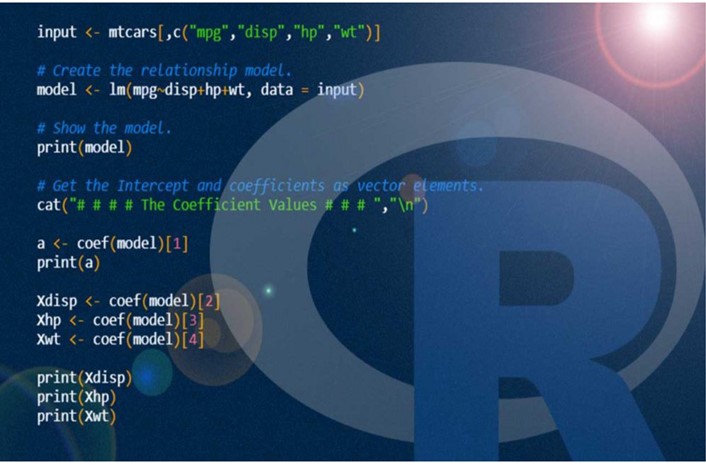 input <- mtcars[,c("mpg","disp","hp","wt")]
# Create the relationship model.
model <- lm(mpg~disp+hp+wt, data = input)
# Show the model.
print(model)
# Get the Intercept and coefficients as vector elements.
cat("# # # # The Coefficient Values # # # ","\n")
a <- coef(model)[1]
print(a)
Xdisp <- coef(model)[2]
Xhp <- coef(model)[3]
Xwt <- coef(model)[4]
print(Xdisp)
print(Xhp)
print(Xwt)
R